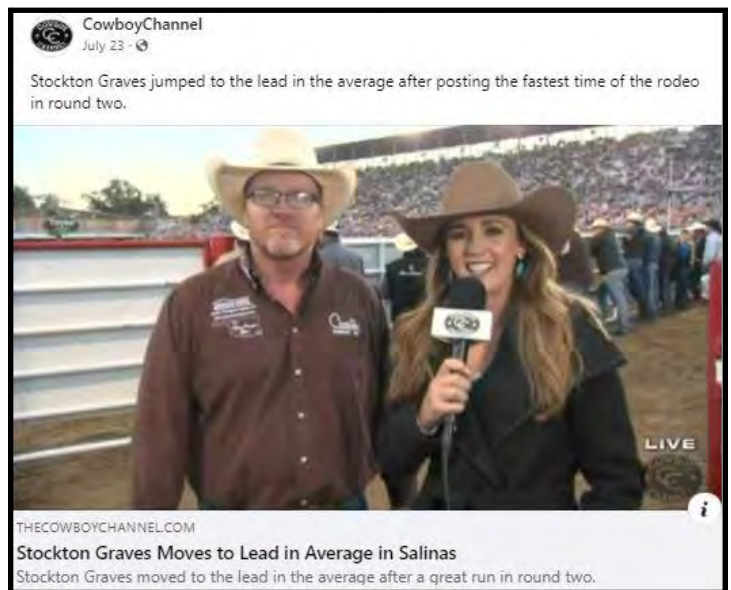 CowboyChannel
July 23 ·
Stockton Graves jumped to the lead in the average after posting the fastest time of the rodeo
in round two.
LIVE
THECOWBOYCHANNEL.COM
Stockton Graves Moves to Lead in Average in Salinas
Stockton Graves moved to the lead in the average after a great run in round two.